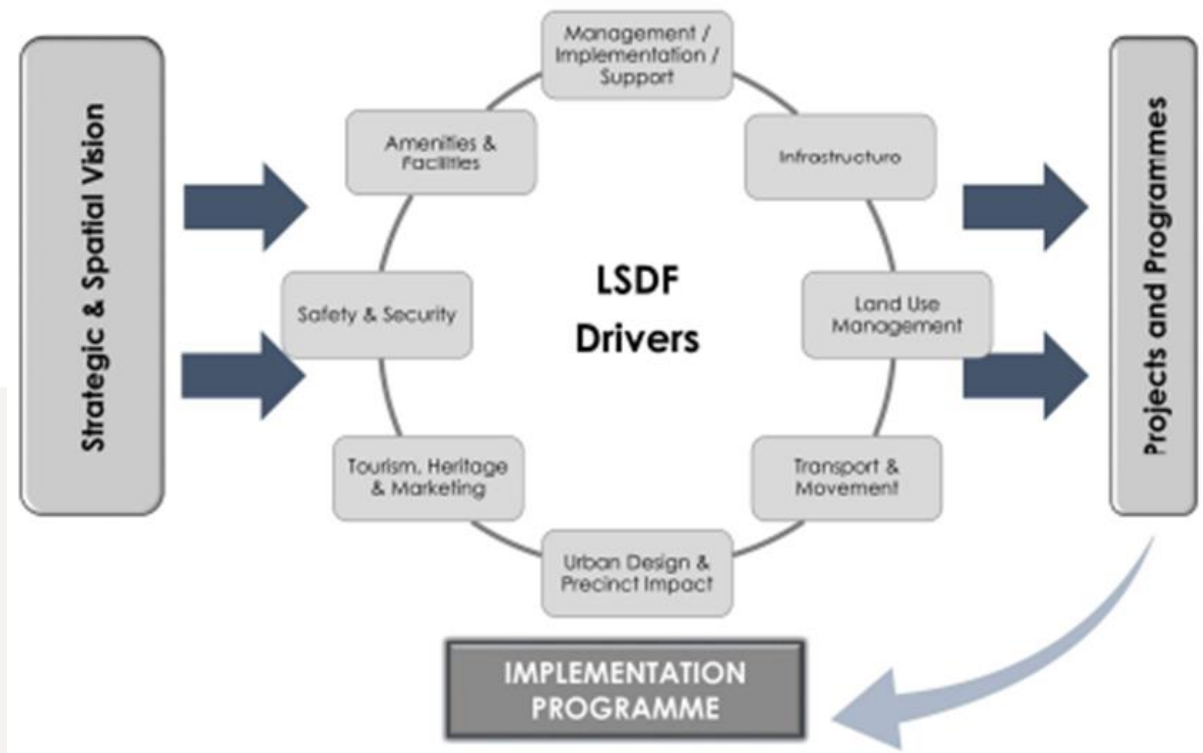 Strategic & Spatial Vision
Management /
Implementation /
Support
Amenities &
Facilities
Infrastructure
Safety & Security
LSDF
Drivers
Land Use
Management
Tourism, Heritage
& Marketing
Transport &
Movement
Urban Design &
Precinct Impact
Projects and Programmes
IMPLEMENTATION
PROGRAMME